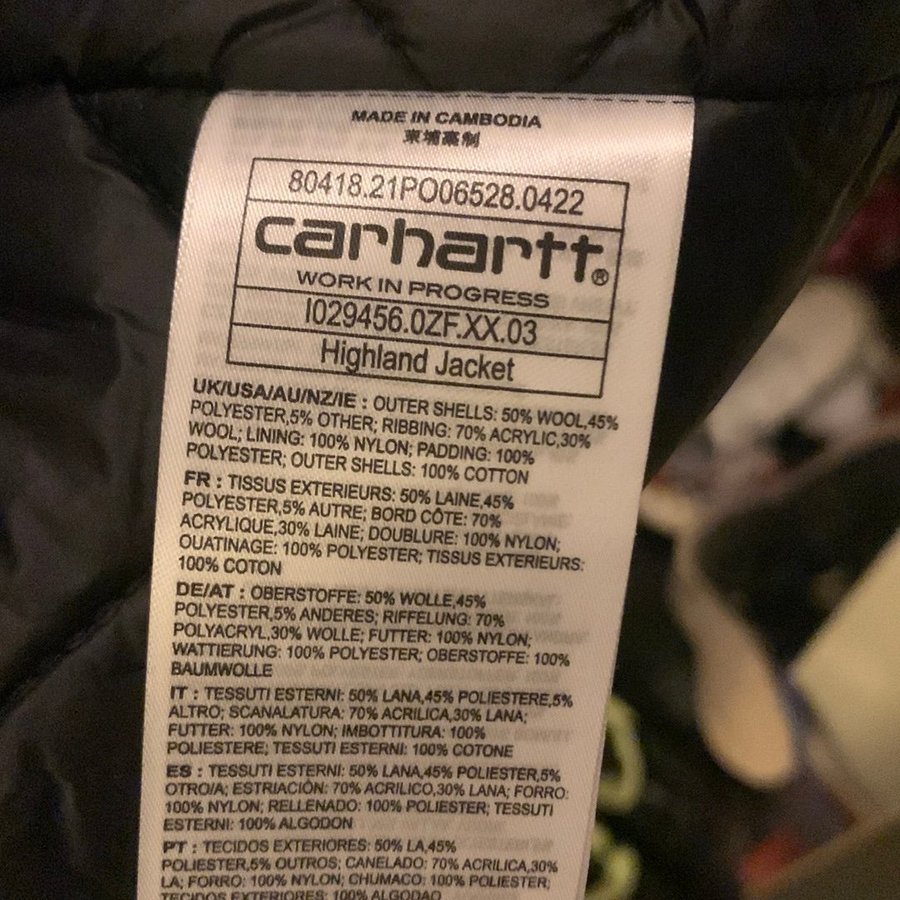 MADE IN CAMBODIA
柬埔寨制
80418.21PO06528.0422
carhartt®
WORK IN PROGRESS
I029456.0ZF.XX.03
Highland Jacket
UK/USA/AU/NZ/IE : OUTER SHELLS: 50% WOOL,45%
POLYESTER,5% OTHER; RIBBING: 70% ACRYLIC,30%
WOOL; LINING: 100% NYLON; PADDING: 100%
POLYESTER; OUTER SHELLS: 100% COTTON
FR : TISSUS EXTERIEURS: 50% LAINE,45%
POLYESTER,5% AUTRE; BORD CÔTE: 70%
ACRYLIQUE,30% LAINE; DOUBLURE: 100% NYLON;
OUATINAGE: 100% POLYESTER; TISSUS EXTERIEURS:
100% COTON
DE/AT : OBERSTOFFE: 50% WOLLE,45%
POLYESTER,5% ANDERES; RIFFELUNG: 70%
POLYACRYL,30% WOLLE; FUTTER: 100% NYLON;
WATTIERUNG: 100% POLYESTER; OBERSTOFFE: 100%
BAUMWOLLE
IT : TESSUTI ESTERNI: 50% LANA,45% POLIESTERE,5%
ALTRO; SCANALATURA: 70% ACRILICA,30% LANA;
FUTTER: 100% NYLON; IMBOTTITURA: 100%
POLIESTERE; TESSUTI ESTERNI: 100% COTONE
ES : TESSUTI ESTERNI: 50% LANA,45% POLIESTER,5%
OTRO/A; ESTRIACIÓN: 70% ACRILICO,30% LANA; FORRO:
100% NYLON; RELLENADO: 100% POLIESTER; TESSUTI
ESTERNI: 100% ALGODON
PT : TECIDOS EXTERIORES: 50% LA,45%
POLIESTER,5% OUTROS; CANELADO: 70% ACRILICA,30%
LA; FORRO: 100% NYLON; CHUMACO: 100% POLIESTER;
TECIDOS EXTERIORES: 100% ALGODAO